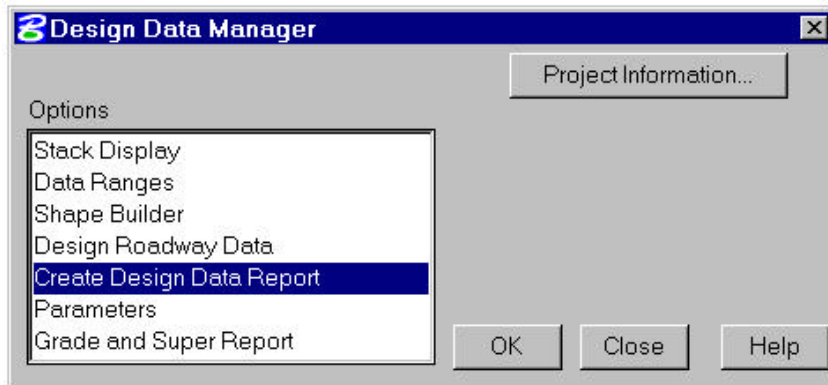 Design Data Manager
Project Information...
Options
Stack Display
Data Ranges
Shape Builder
Design Roadway Data
Create Design Data Report
Parameters
Grade and Super Report
OK Close Help